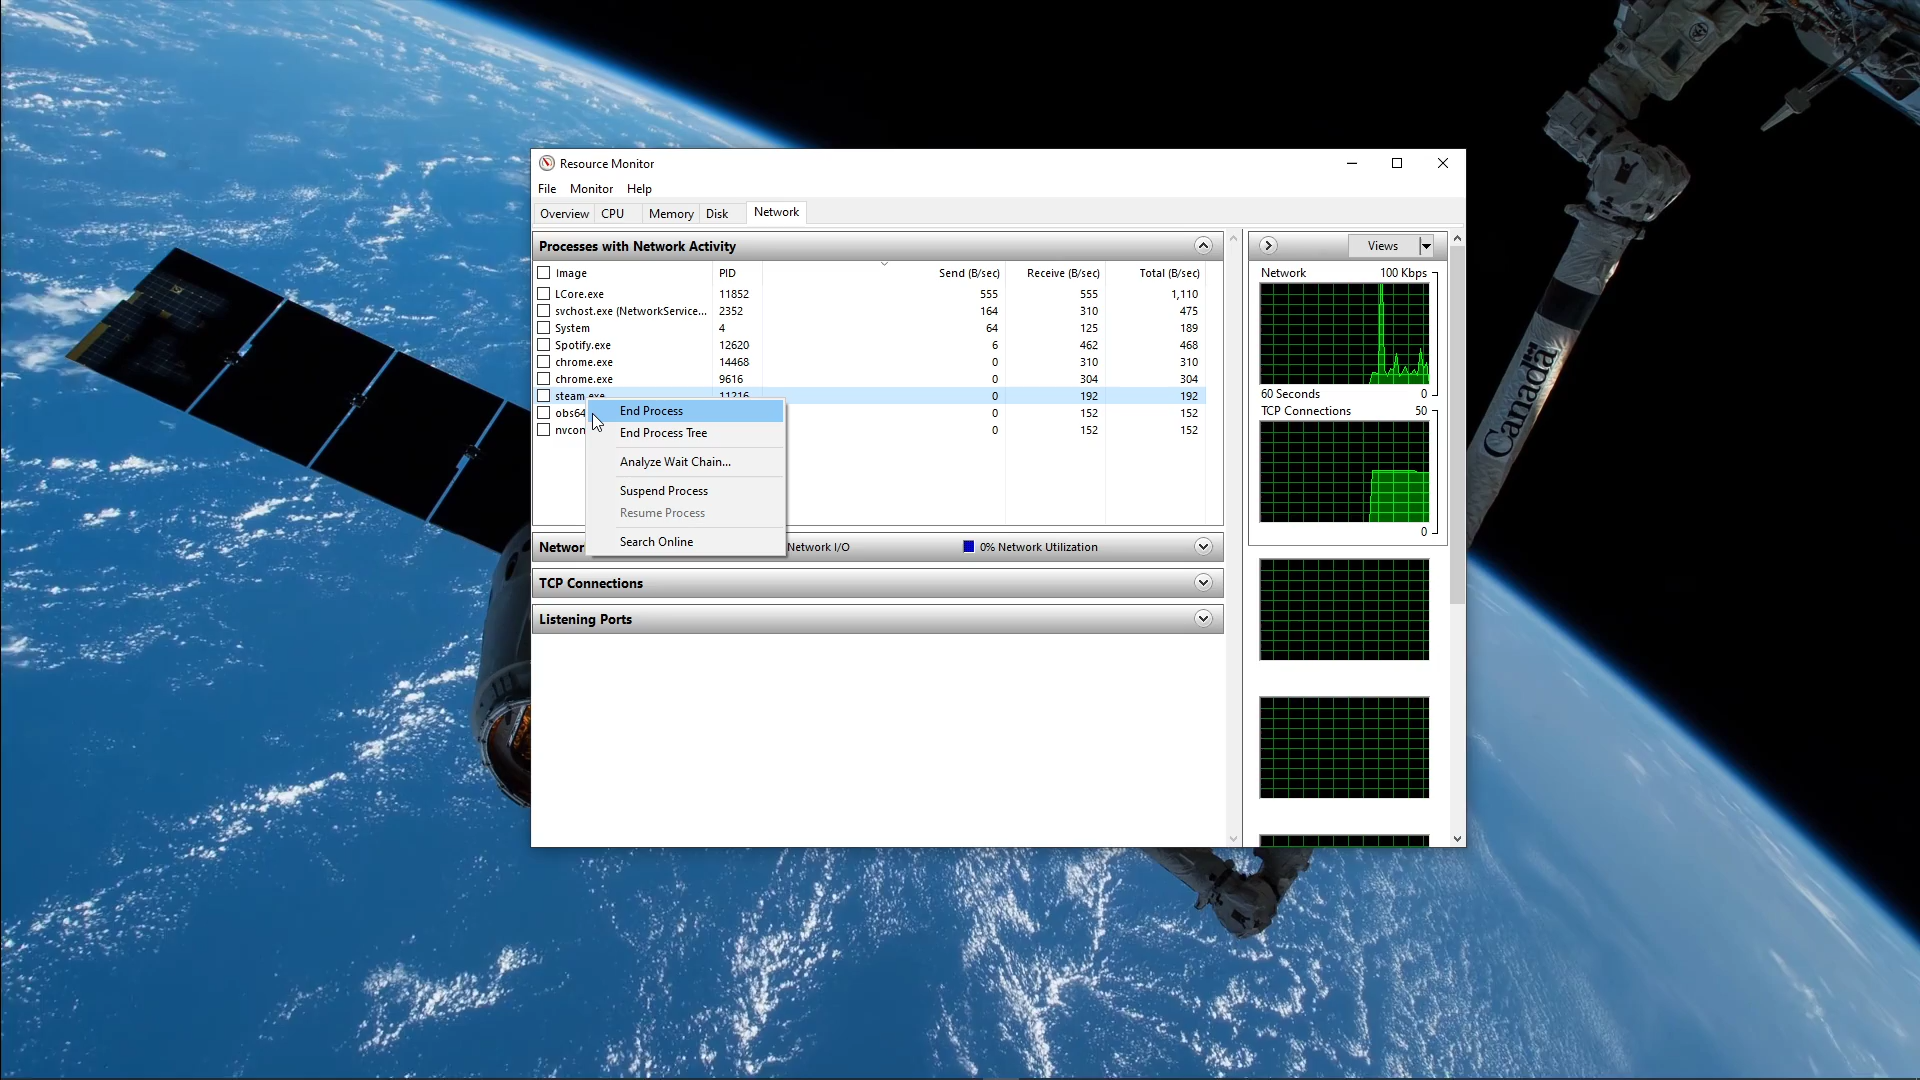 Resource Monitor
File Monitor Help
Overview CPU Memory Disk Network
Processes with Network Activity
Image PID Send (B/sec) Receive (B/sec) Total (B/sec)
LCore.exe 11852 555 555 1,110
svchost.exe (NetworkService... 2352 164 310 475
System 4 64 125 189
Spotify.exe 12620 6 462 468
chrome.exe 14468 0 310 310
chrome.exe 9616 0 304 304
steam.exe 11216 0 192 192
obs64 0 152 152
nvcon 0 152 152
End Process
End Process Tree
Analyze Wait Chain...
Suspend Process
Resume Process
Search Online
Networ Network I/O 0% Network Utilization
TCP Connections
Listening Ports
Views
Network 100 Kbps
60 Seconds 0
TCP Connections 50
0
Canada